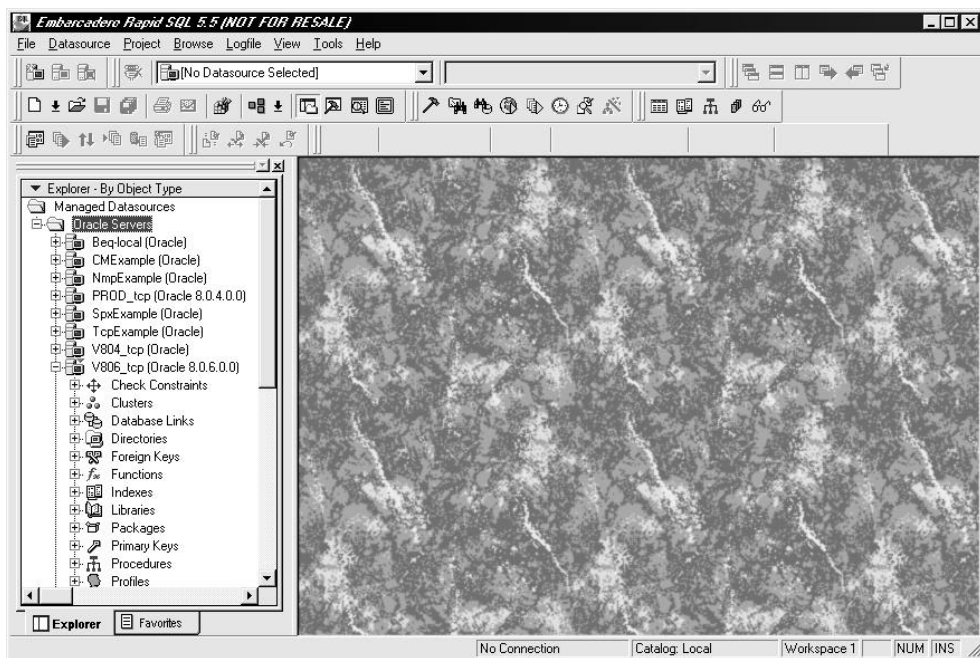 Embarcadero Rapid SQL 5.5 (NOT FOR RESALE)
File Datasource Project Browse Logfile View Tools Help
[No Datasource Selected]
Explorer - By Object Type
Managed Datasources
Oracle Servers
Beq-local (Oracle)
CMExample (Oracle)
NmpExample (Oracle)
PROD_tcp (Oracle 8.0.4.0.0)
SpxExample (Oracle)
TcpExample (Oracle)
V804_tcp (Oracle)
V806_tcp (Oracle 8.0.6.0.0)
Check Constraints
Clusters
Database Links
Directories
Foreign Keys
Functions
Indexes
Libraries
Packages
Primary Keys
Procedures
Profiles
Explorer Favorites
No Connection Catalog: Local Workspace 1 NUM INS